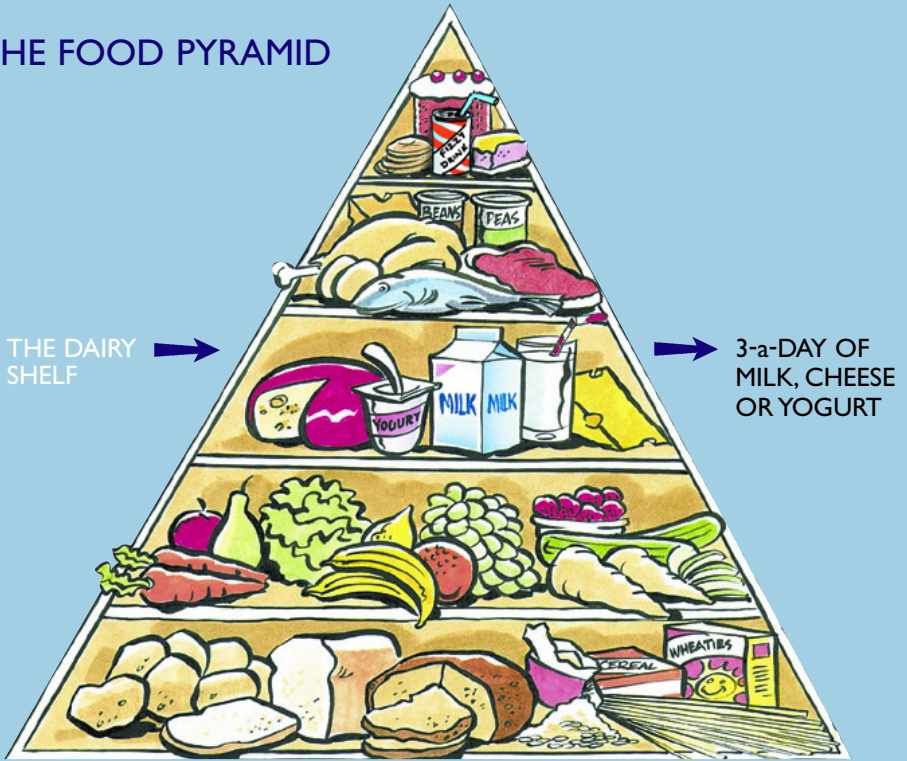 HE FOOD PYRAMID
FIZZY
DRINK
BEANS
PEAS
THE DAIRY
SHELF
3-a-DAY OF
MILK, CHEESE
OR YOGURT
YOGURT
MILK MILK
CEREAL
WHEATIES